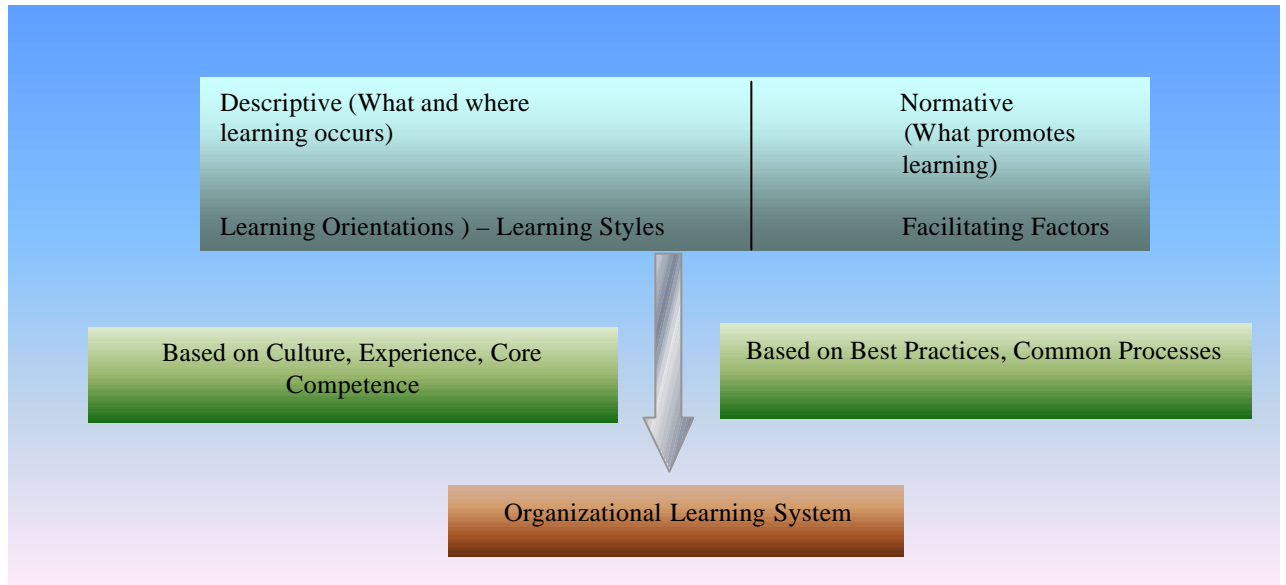 Descriptive (What and where
learning occurs)
Learning Orientations ) – Learning Styles
Normative
(What promotes
learning)
Facilitating Factors
Based on Culture, Experience, Core
Competence
Based on Best Practices, Common Processes
Organizational Learning System